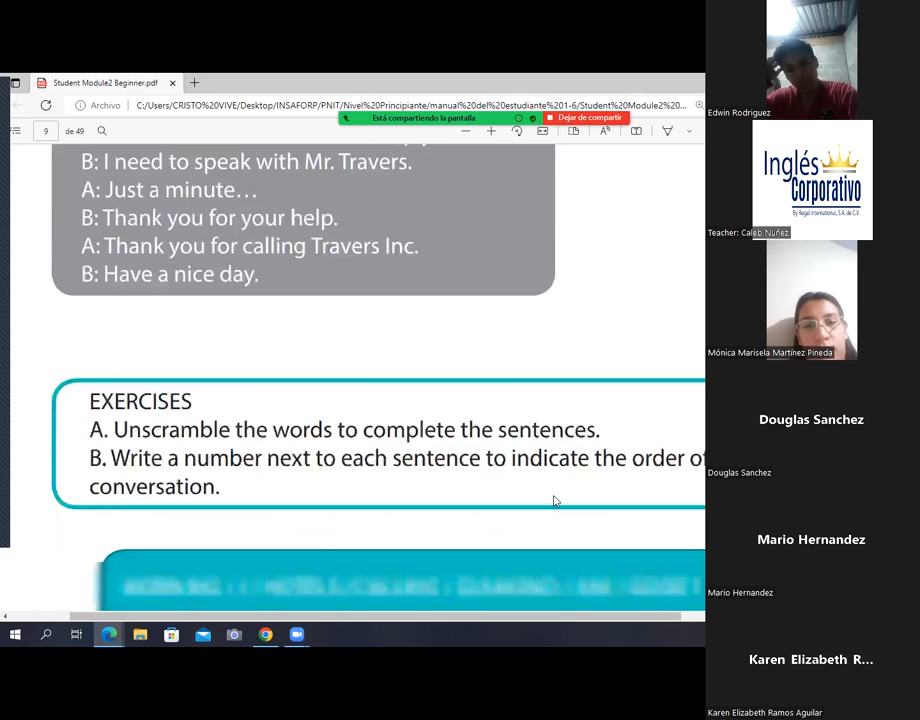 Student Module2 Beginner.pdf
Archivo
C:/Users/CRISTO%20VIVE/Desktop/INSAFORP/PNIT/Nivel%20Principiante/manual%20del%20estudiante%201-6/Student%20Module2%20...
Está compartiendo la pantalla
Dejar de compartir
9 de 49
B: I need to speak with Mr. Travers.
A: Just a minute…
B: Thank you for your help.
A: Thank you for calling Travers Inc.
B: Have a nice day.
EXERCISES
A. Unscramble the words to complete the sentences.
B. Write a number next to each sentence to indicate the order of
conversation.
Edwin Rodriguez
Inglés
Corporativo
By Regal International, S.A. de C.V.
Teacher: Caleb Nuñez
Mónica Marisela Martínez Pineda
Douglas Sanchez
Douglas Sanchez
Mario Hernandez
Mario Hernandez
Karen Elizabeth R...
Karen Elizabeth Ramos Aguilar